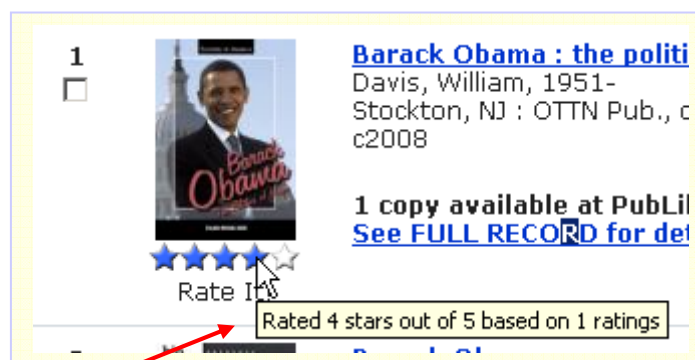 1
Barack Obama : the politi
Davis, William, 1951-
Stockton, NJ : OTTN Pub., c
c2008
Barack
Obama
1 copy available at PubLi
See FULL RECORD for det
Rate It
Rated 4 stars out of 5 based on 1 ratings